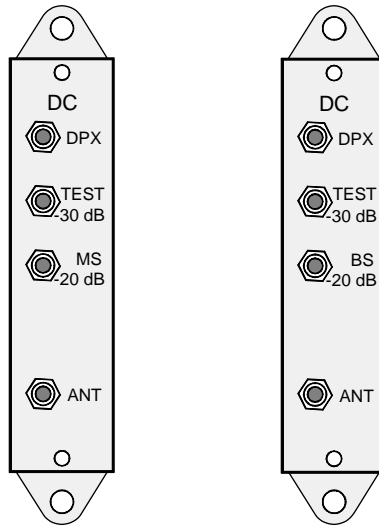 DC
DPX
TEST
-30 dB
MS
-20 dB
ANT
DC
DPX
TEST
-30 dB
BS
-20 dB
ANT